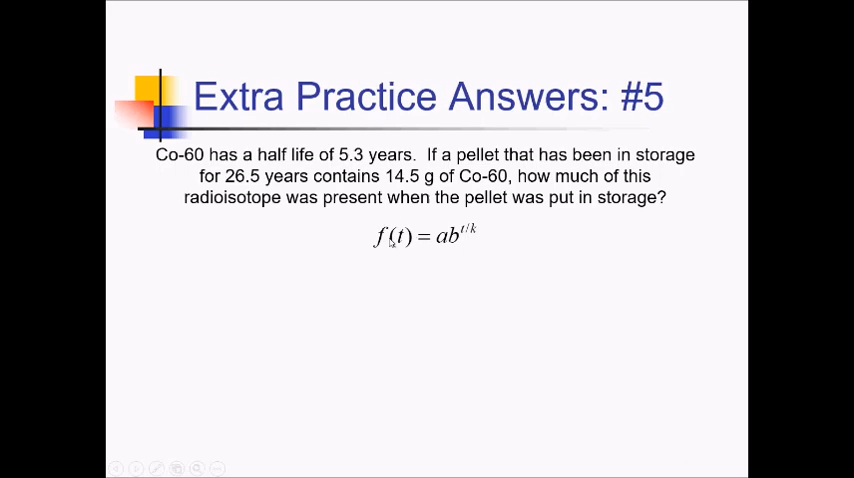 Extra Practice Answers: #5
Co-60 has a half life of 5.3 years.  If a pellet that has been in storage
for 26.5 years contains 14.5 g of Co-60, how much of this
radioisotope was present when the pellet was put in storage?
f(t) = ab^{t/k}